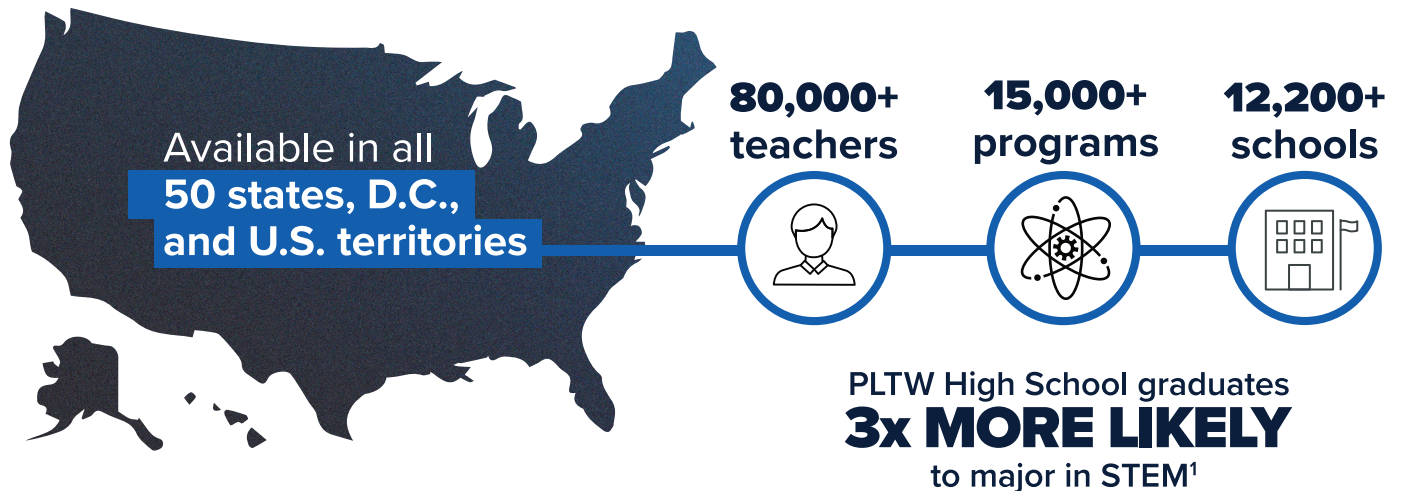 Available in all
50 states, D.C.,
and U.S. territories
80,000+
teachers
15,000+
programs
12,200+
schools
PLTW High School graduates
3x MORE LIKELY
to major in STEM¹